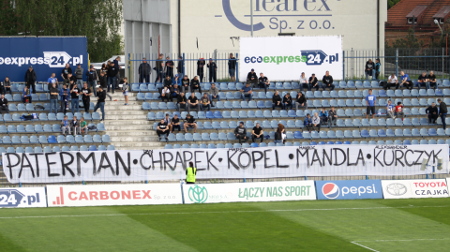 Clearex
Sp. z o.o.
ecoexpress24.pl
ecoexpress24.pl
PATERMAN • CHRAPEK • KOPEL • MANDLA • KURCZYK
24.pl
CARBONEX
ŁĄCZY NAS SPORT
pepsi
TOYOTA
CZAJKA